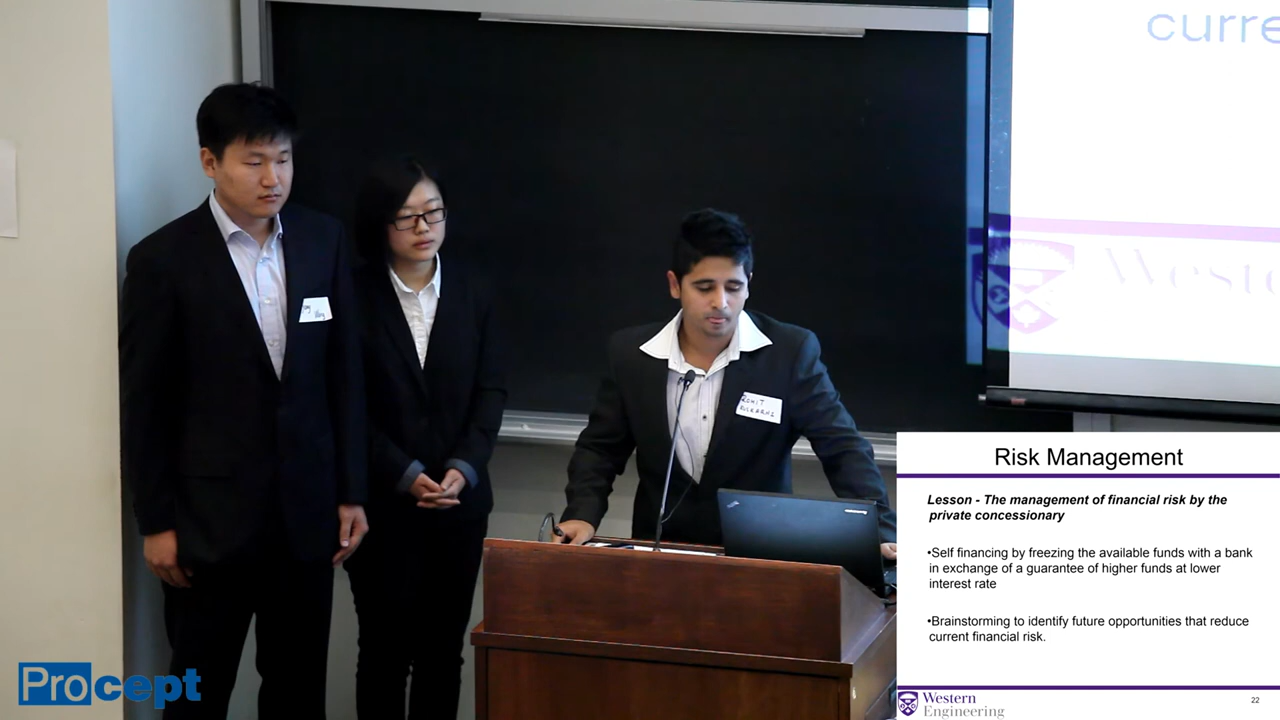 curre
Weste
ROHIT
KULKARNI
Risk Management
Lesson - The management of financial risk by the
private concessionary
•Self financing by freezing the available funds with a bank
in exchange of a guarantee of higher funds at lower
interest rate
•Brainstorming to identify future opportunities that reduce
current financial risk.
Western
Engineering
22
Procept